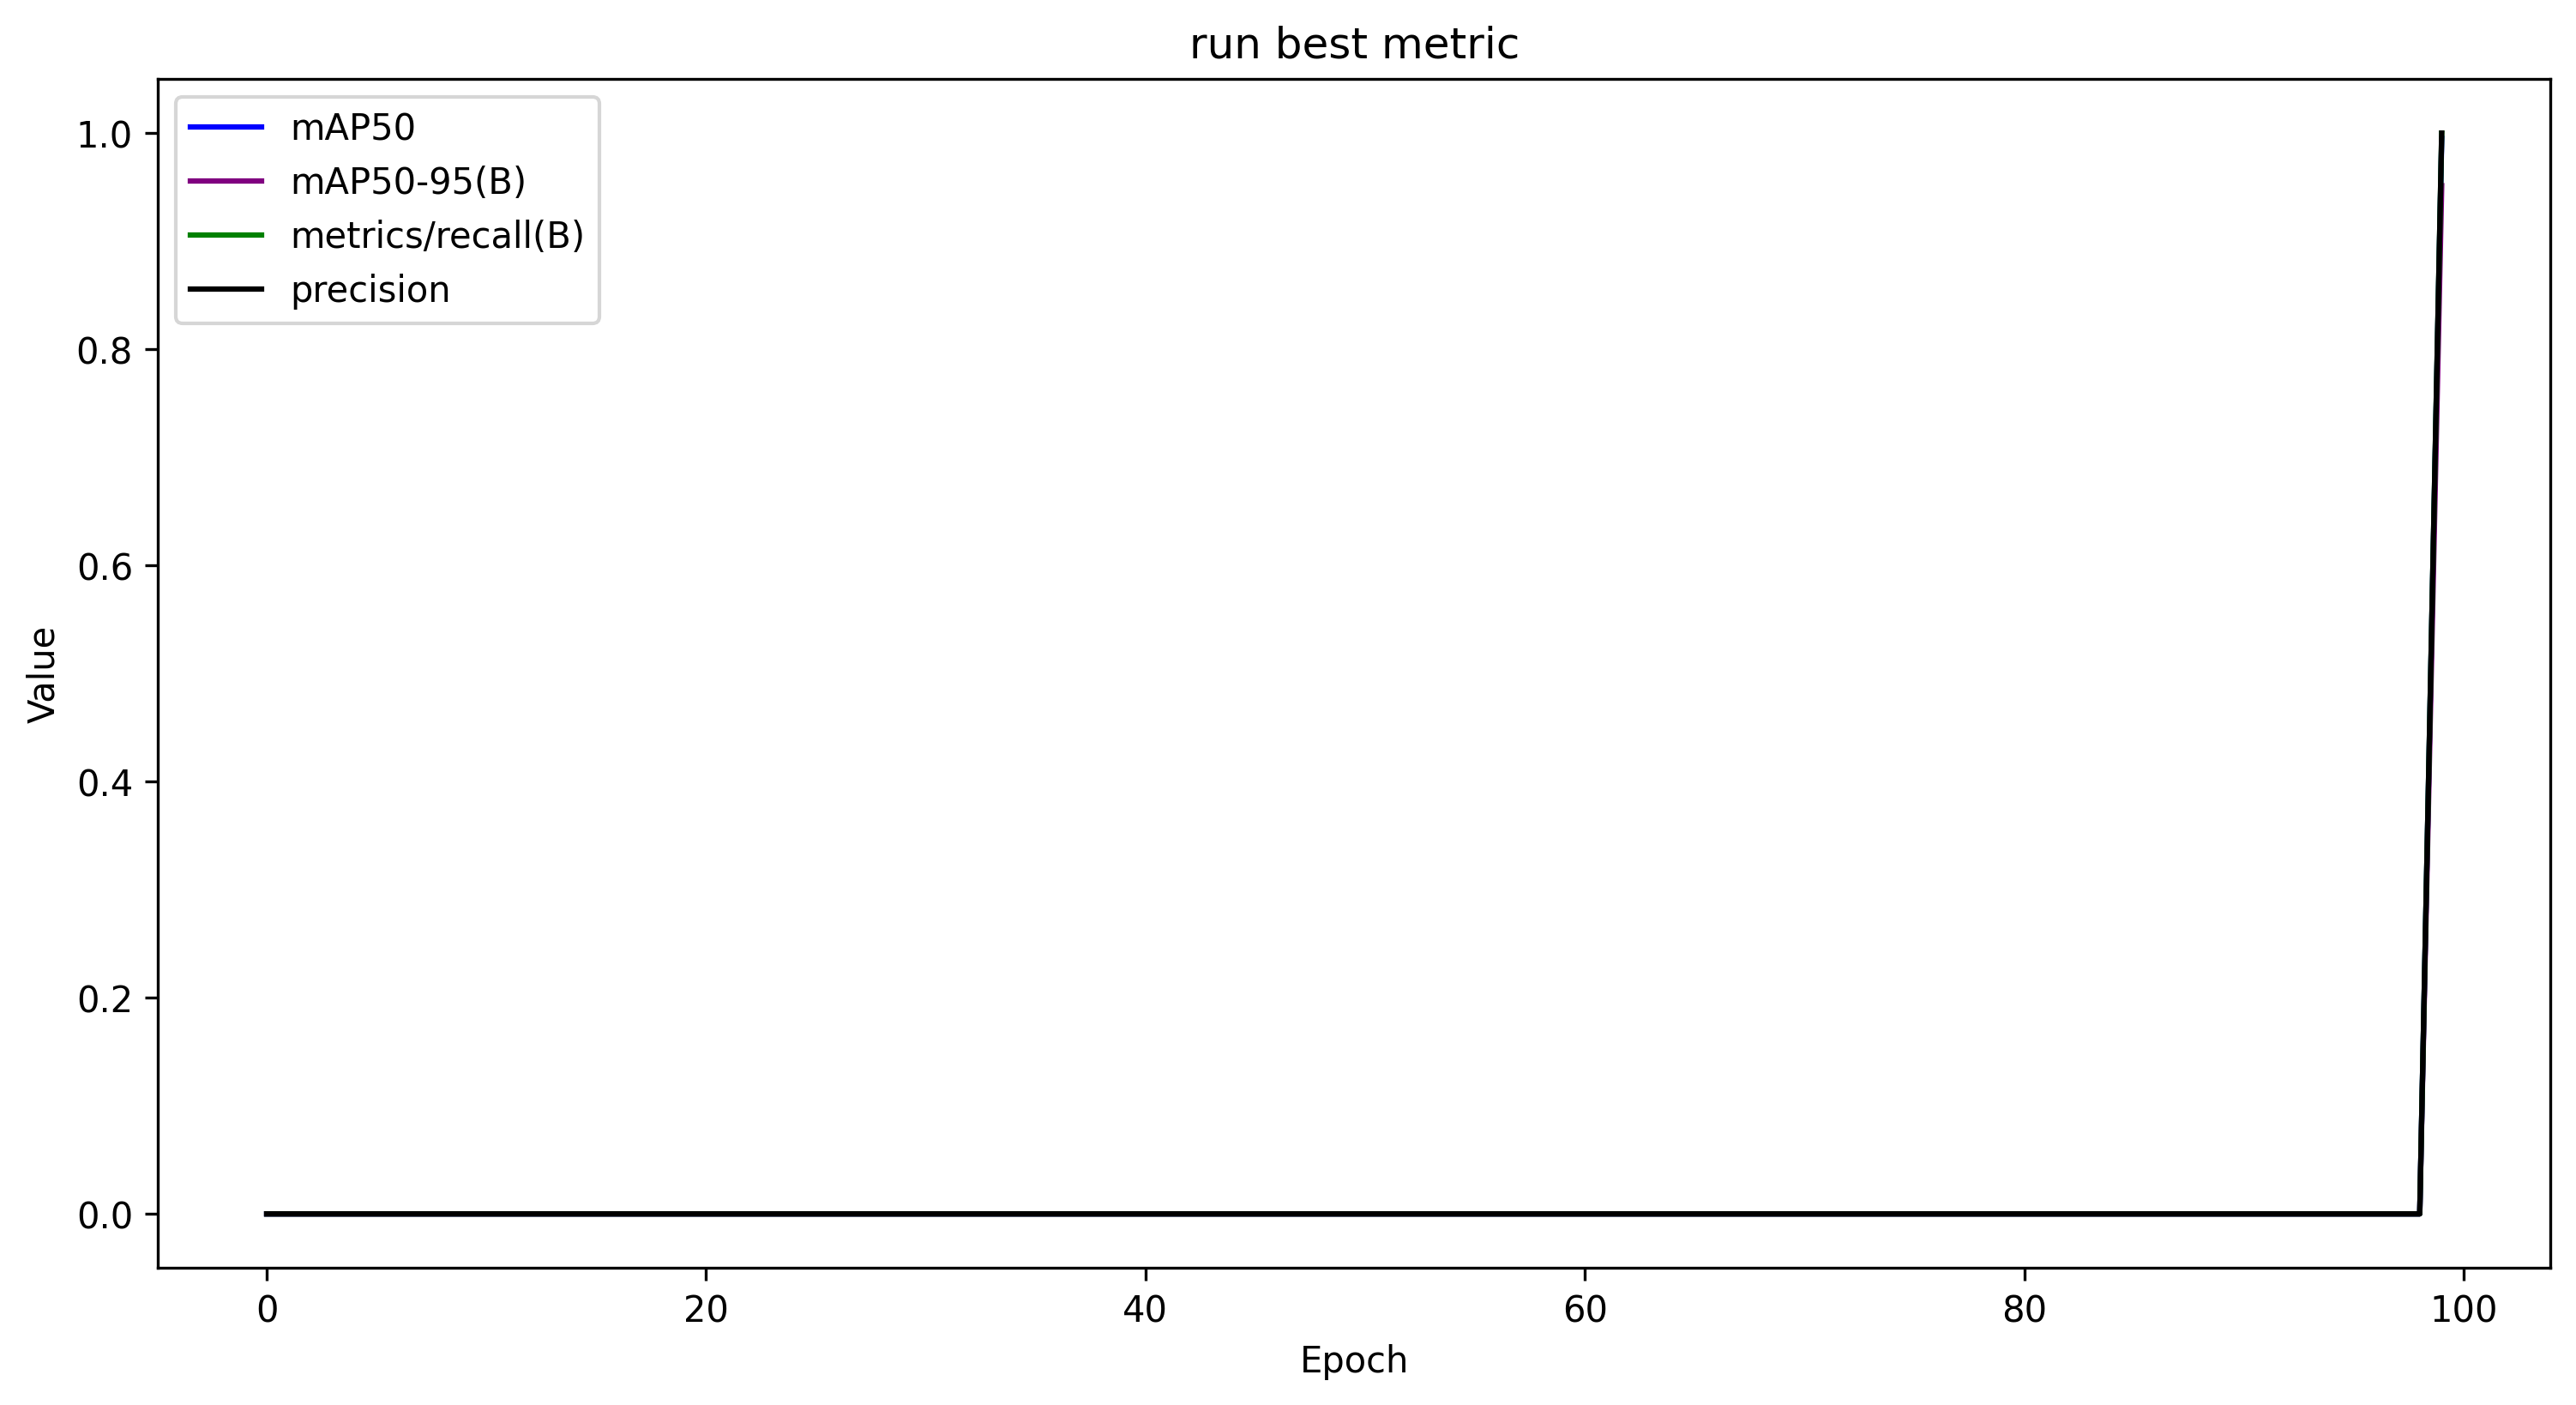 run best metric
mAP50
mAP50-95(B)
metrics/recall(B)
precision
1.0
0.8
0.6
0.4
0.2
0.0
Value
0 20 40 60 80 100
Epoch